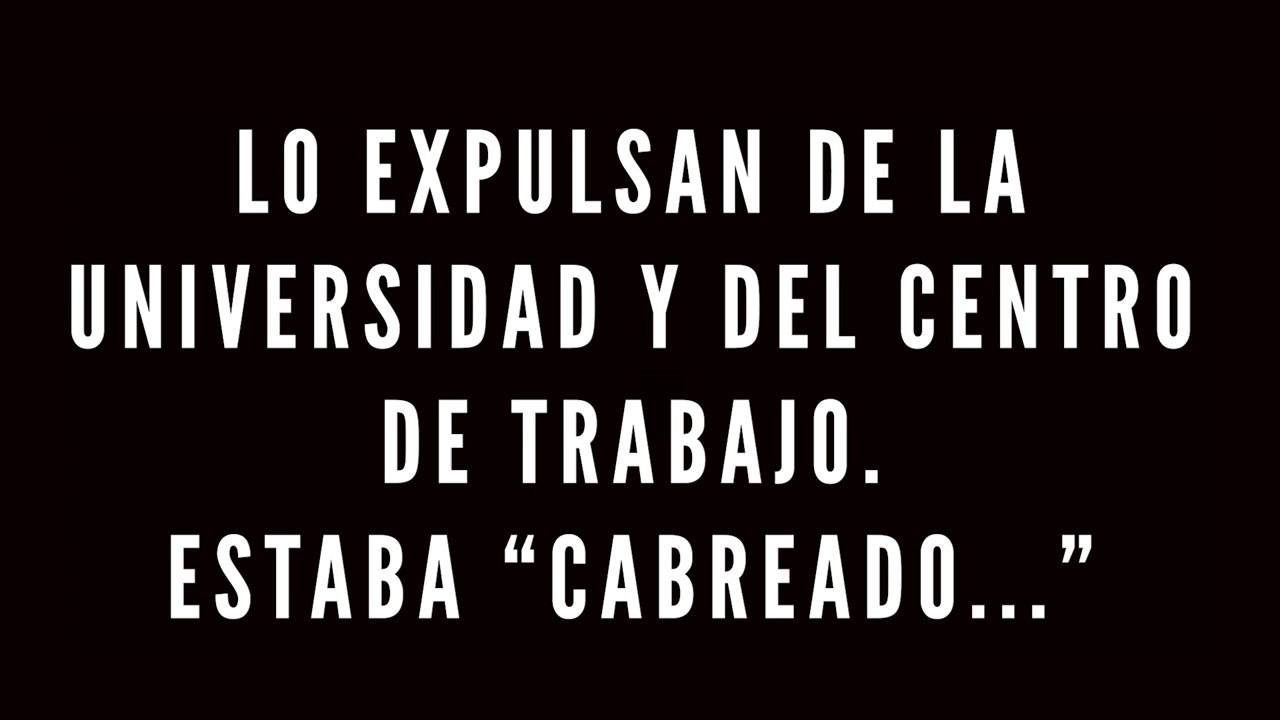 LO EXPULSAN DE LA
UNIVERSIDAD Y DEL CENTRO
DE TRABAJO.
ESTABA “CABREADO...”